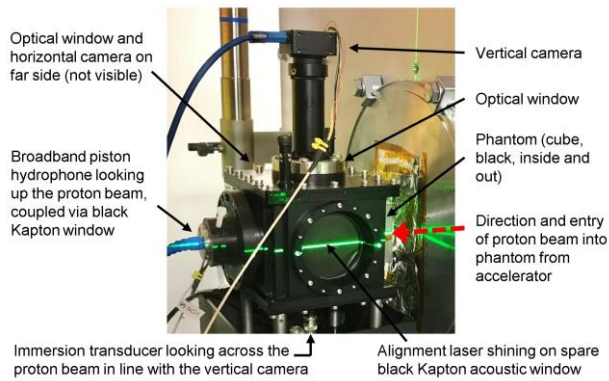 Optical window and
horizontal camera on
far side (not visible)
Vertical camera
Optical window
Phantom (cube,
black, inside and
out)
Broadband piston
hydrophone looking
up the proton beam,
coupled via black
Kapton window
Direction and entry
of proton beam into
phantom from
accelerator
Immersion transducer looking across the
proton beam in line with the vertical camera
Alignment laser shining on spare
black Kapton acoustic window